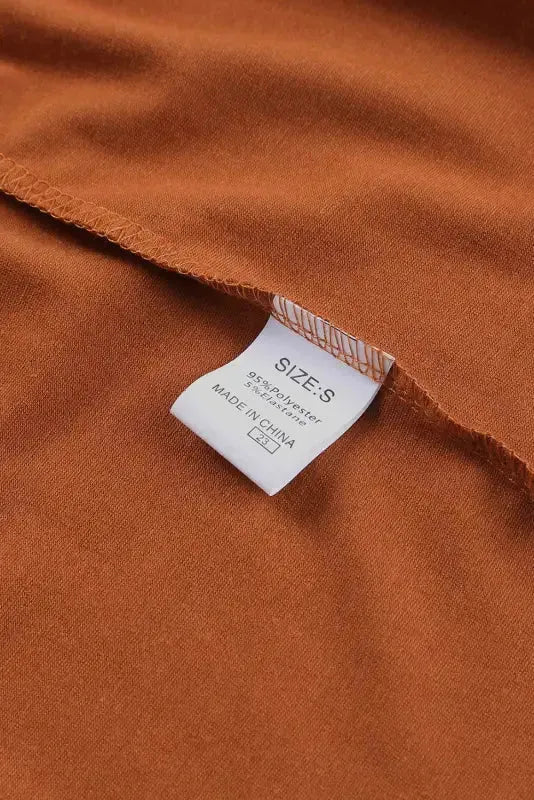 SIZE:S
95%Polyester
5%Elastane
MADE IN CHINA
23